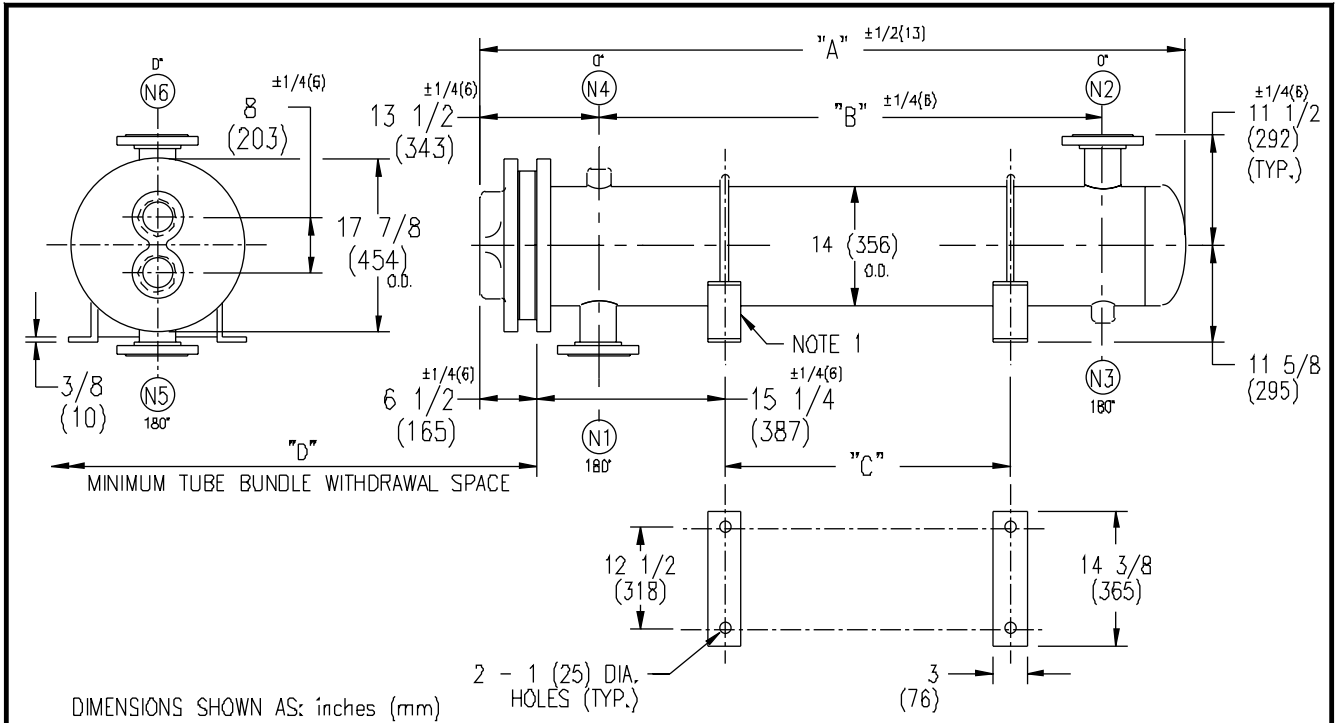 "A" ±1/2(13)
0°
N6
±1/4(6)
8
(203)
±1/4(6)
13 1/2
(343)
0°
N4
"B" ±1/4(6)
0°
N2
±1/4(6)
11 1/2
(292)
(TYP.)
17 7/8
(454)
O.D.
14 (356)
O.D.
NOTE 1
3/8
(10)
N5
180°
±1/4(6)
6 1/2
(165)
N1
180°
±1/4(6)
15 1/4
(387)
N3
180°
11 5/8
(295)
"D"
MINIMUM TUBE BUNDLE WITHDRAWAL SPACE
"C"
12 1/2
(318)
14 3/8
(365)
2 - 1 (25) DIA.
HOLES (TYP.)
3
(76)
DIMENSIONS SHOWN AS: inches (mm)